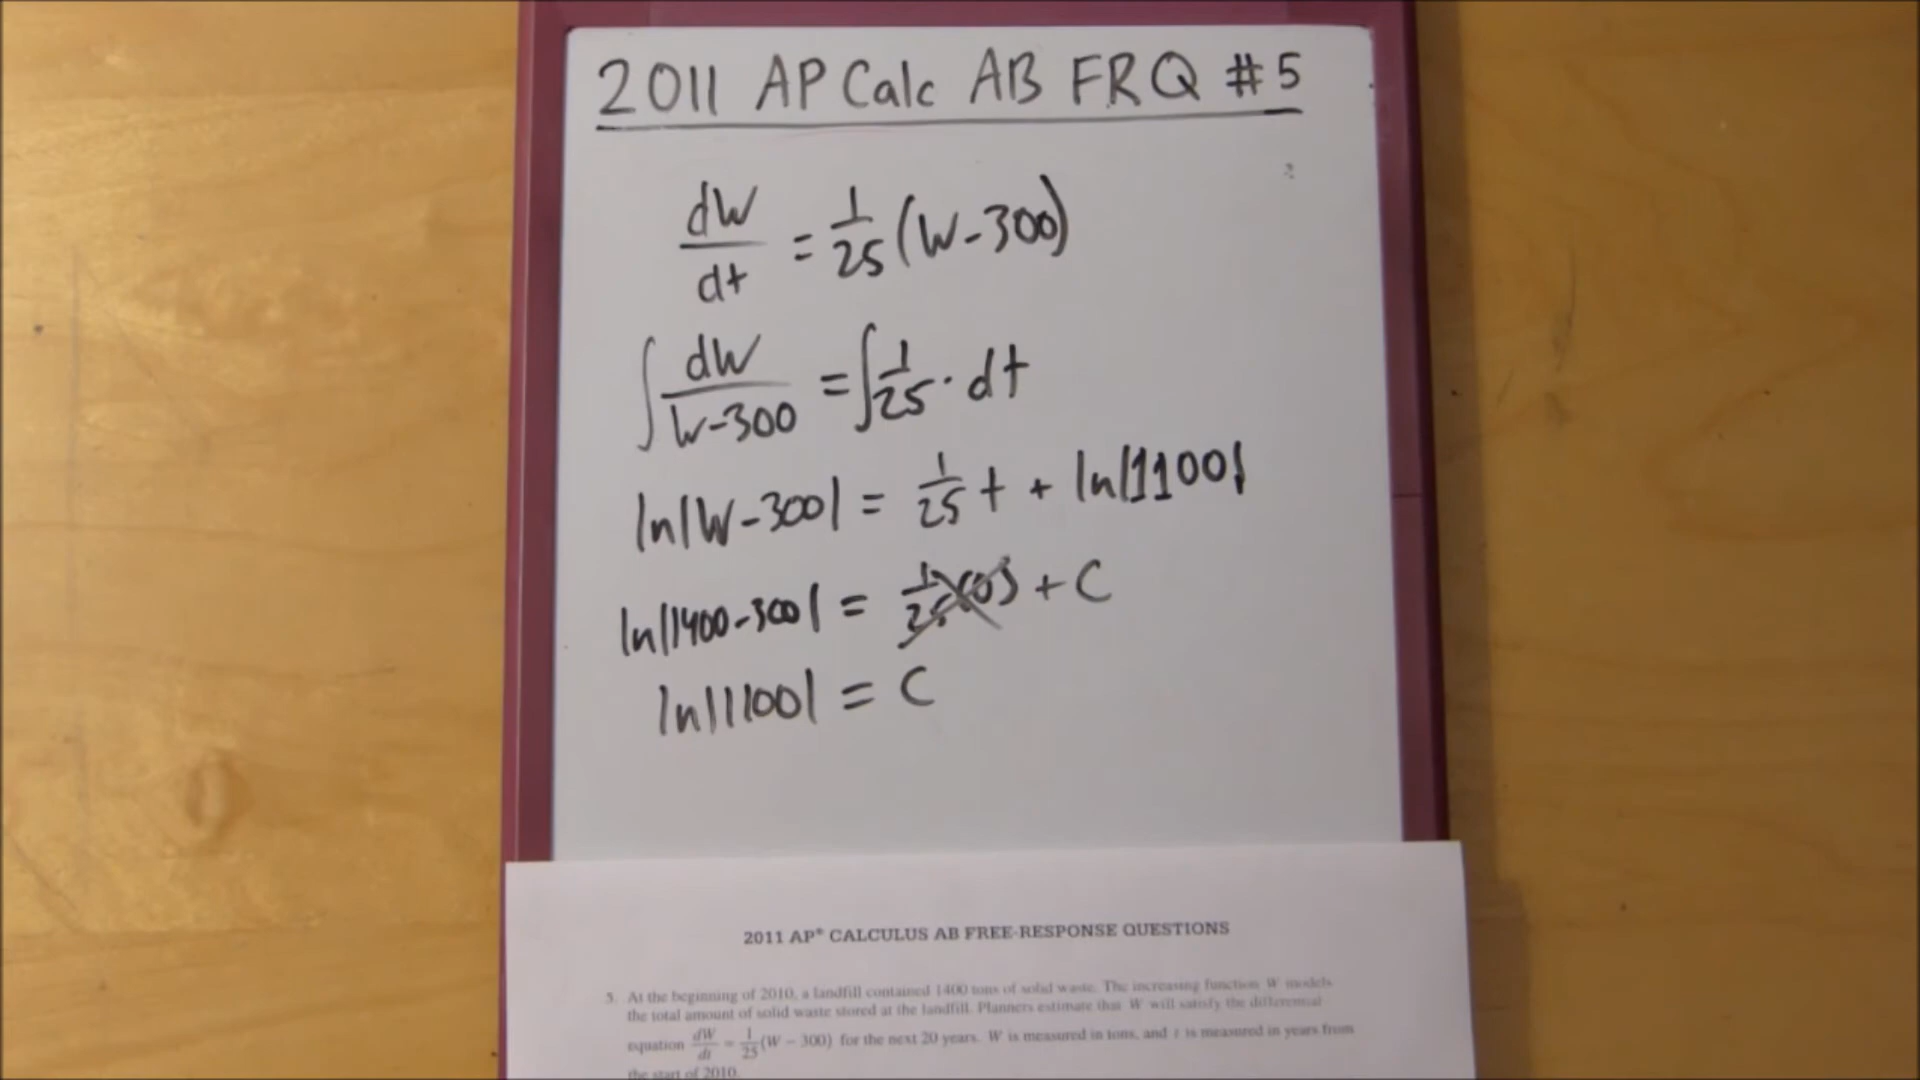 2011 AP Calc AB FRQ #5
dW/dt = 1/25 (W-300)
∫ dW/(W-300) = ∫ 1/25 · dt
ln|W-300| = 1/25 t + ln|1100|
ln|1400-300| = 1/25 (0) + C
ln|1100| = C
2011 AP® CALCULUS AB FREE-RESPONSE QUESTIONS
5. At the beginning of 2010, a landfill contained 1400 tons of solid waste. The increasing function W models
the total amount of solid waste stored at the landfill. Planners estimate that W will satisfy the differential
equation dW/dt = 1/25 (W - 300) for the next 20 years. W is measured in tons, and t is measured in years from
the start of 2010.